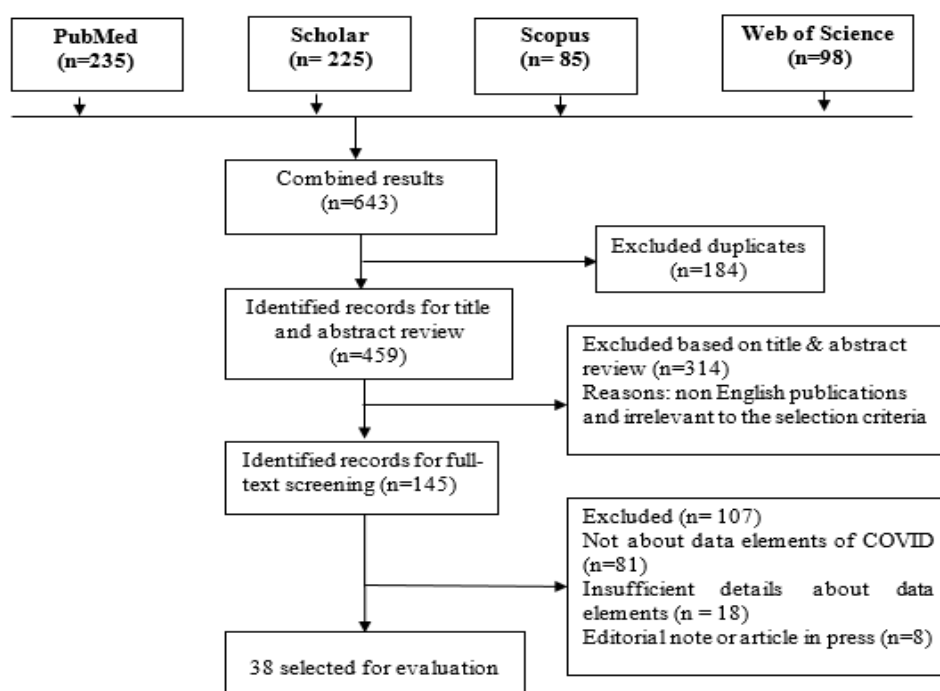 PubMed
(n=235)
Scholar
(n= 225)
Scopus
(n= 85)
Web of Science
(n=98)
Combined results
(n=643)
Excluded duplicates
(n=184)
Identified records for title
and abstract review
(n=459)
Excluded based on title & abstract
review (n=314)
Reasons: non English publications
and irrelevant to the selection criteria
Identified records for full-
text screening (n=145)
Excluded (n= 107)
Not about data elements of COVID
(n=81)
Insufficient details about data
elements (n = 18)
Editorial note or article in press (n=8)
38 selected for evaluation